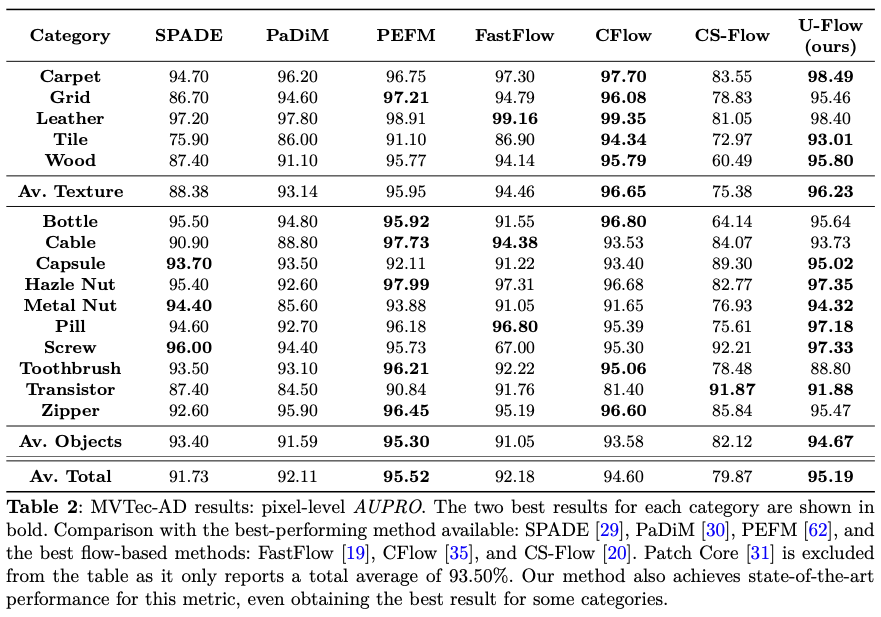 Category SPADE PaDiM PEFM FastFlow CFlow CS-Flow U-Flow (ours)
Carpet 94.70 96.20 96.75 97.30 97.70 83.55 98.49
Grid 86.70 94.60 97.21 94.79 96.08 78.83 95.46
Leather 97.20 97.80 98.91 99.16 99.35 81.05 98.40
Tile 75.90 86.00 91.10 86.90 94.34 72.97 93.01
Wood 87.40 91.10 95.77 94.14 95.79 60.49 95.80
Av. Texture 88.38 93.14 95.95 94.46 96.65 75.38 96.23
Bottle 95.50 94.80 95.92 91.55 96.80 64.14 95.64
Cable 90.90 88.80 97.73 94.38 93.53 84.07 93.73
Capsule 93.70 93.50 92.11 91.22 93.40 89.30 95.02
Hazle Nut 95.40 92.60 97.99 97.31 96.68 82.77 97.35
Metal Nut 94.40 85.60 93.88 91.05 91.65 76.93 94.32
Pill 94.60 92.70 96.18 96.80 95.39 75.61 97.18
Screw 96.00 94.40 95.73 67.00 95.30 92.21 97.33
Toothbrush 93.50 93.10 96.21 92.22 95.06 78.48 88.80
Transistor 87.40 84.50 90.84 91.76 81.40 91.87 91.88
Zipper 92.60 95.90 96.45 95.19 96.60 85.84 95.47
Av. Objects 93.40 91.59 95.30 91.05 93.58 82.12 94.67
Av. Total 91.73 92.11 95.52 92.18 94.60 79.87 95.19
Table 2: MVTec-AD results: pixel-level AUPRO. The two best results for each category are shown in
bold. Comparison with the best-performing method available: SPADE [29], PaDiM [30], PEFM [62], and
the best flow-based methods: FastFlow [19], CFlow [35], and CS-Flow [20]. Patch Core [31] is excluded
from the table as it only reports a total average of 93.50%. Our method also achieves state-of-the-art
performance for this metric, even obtaining the best result for some categories.